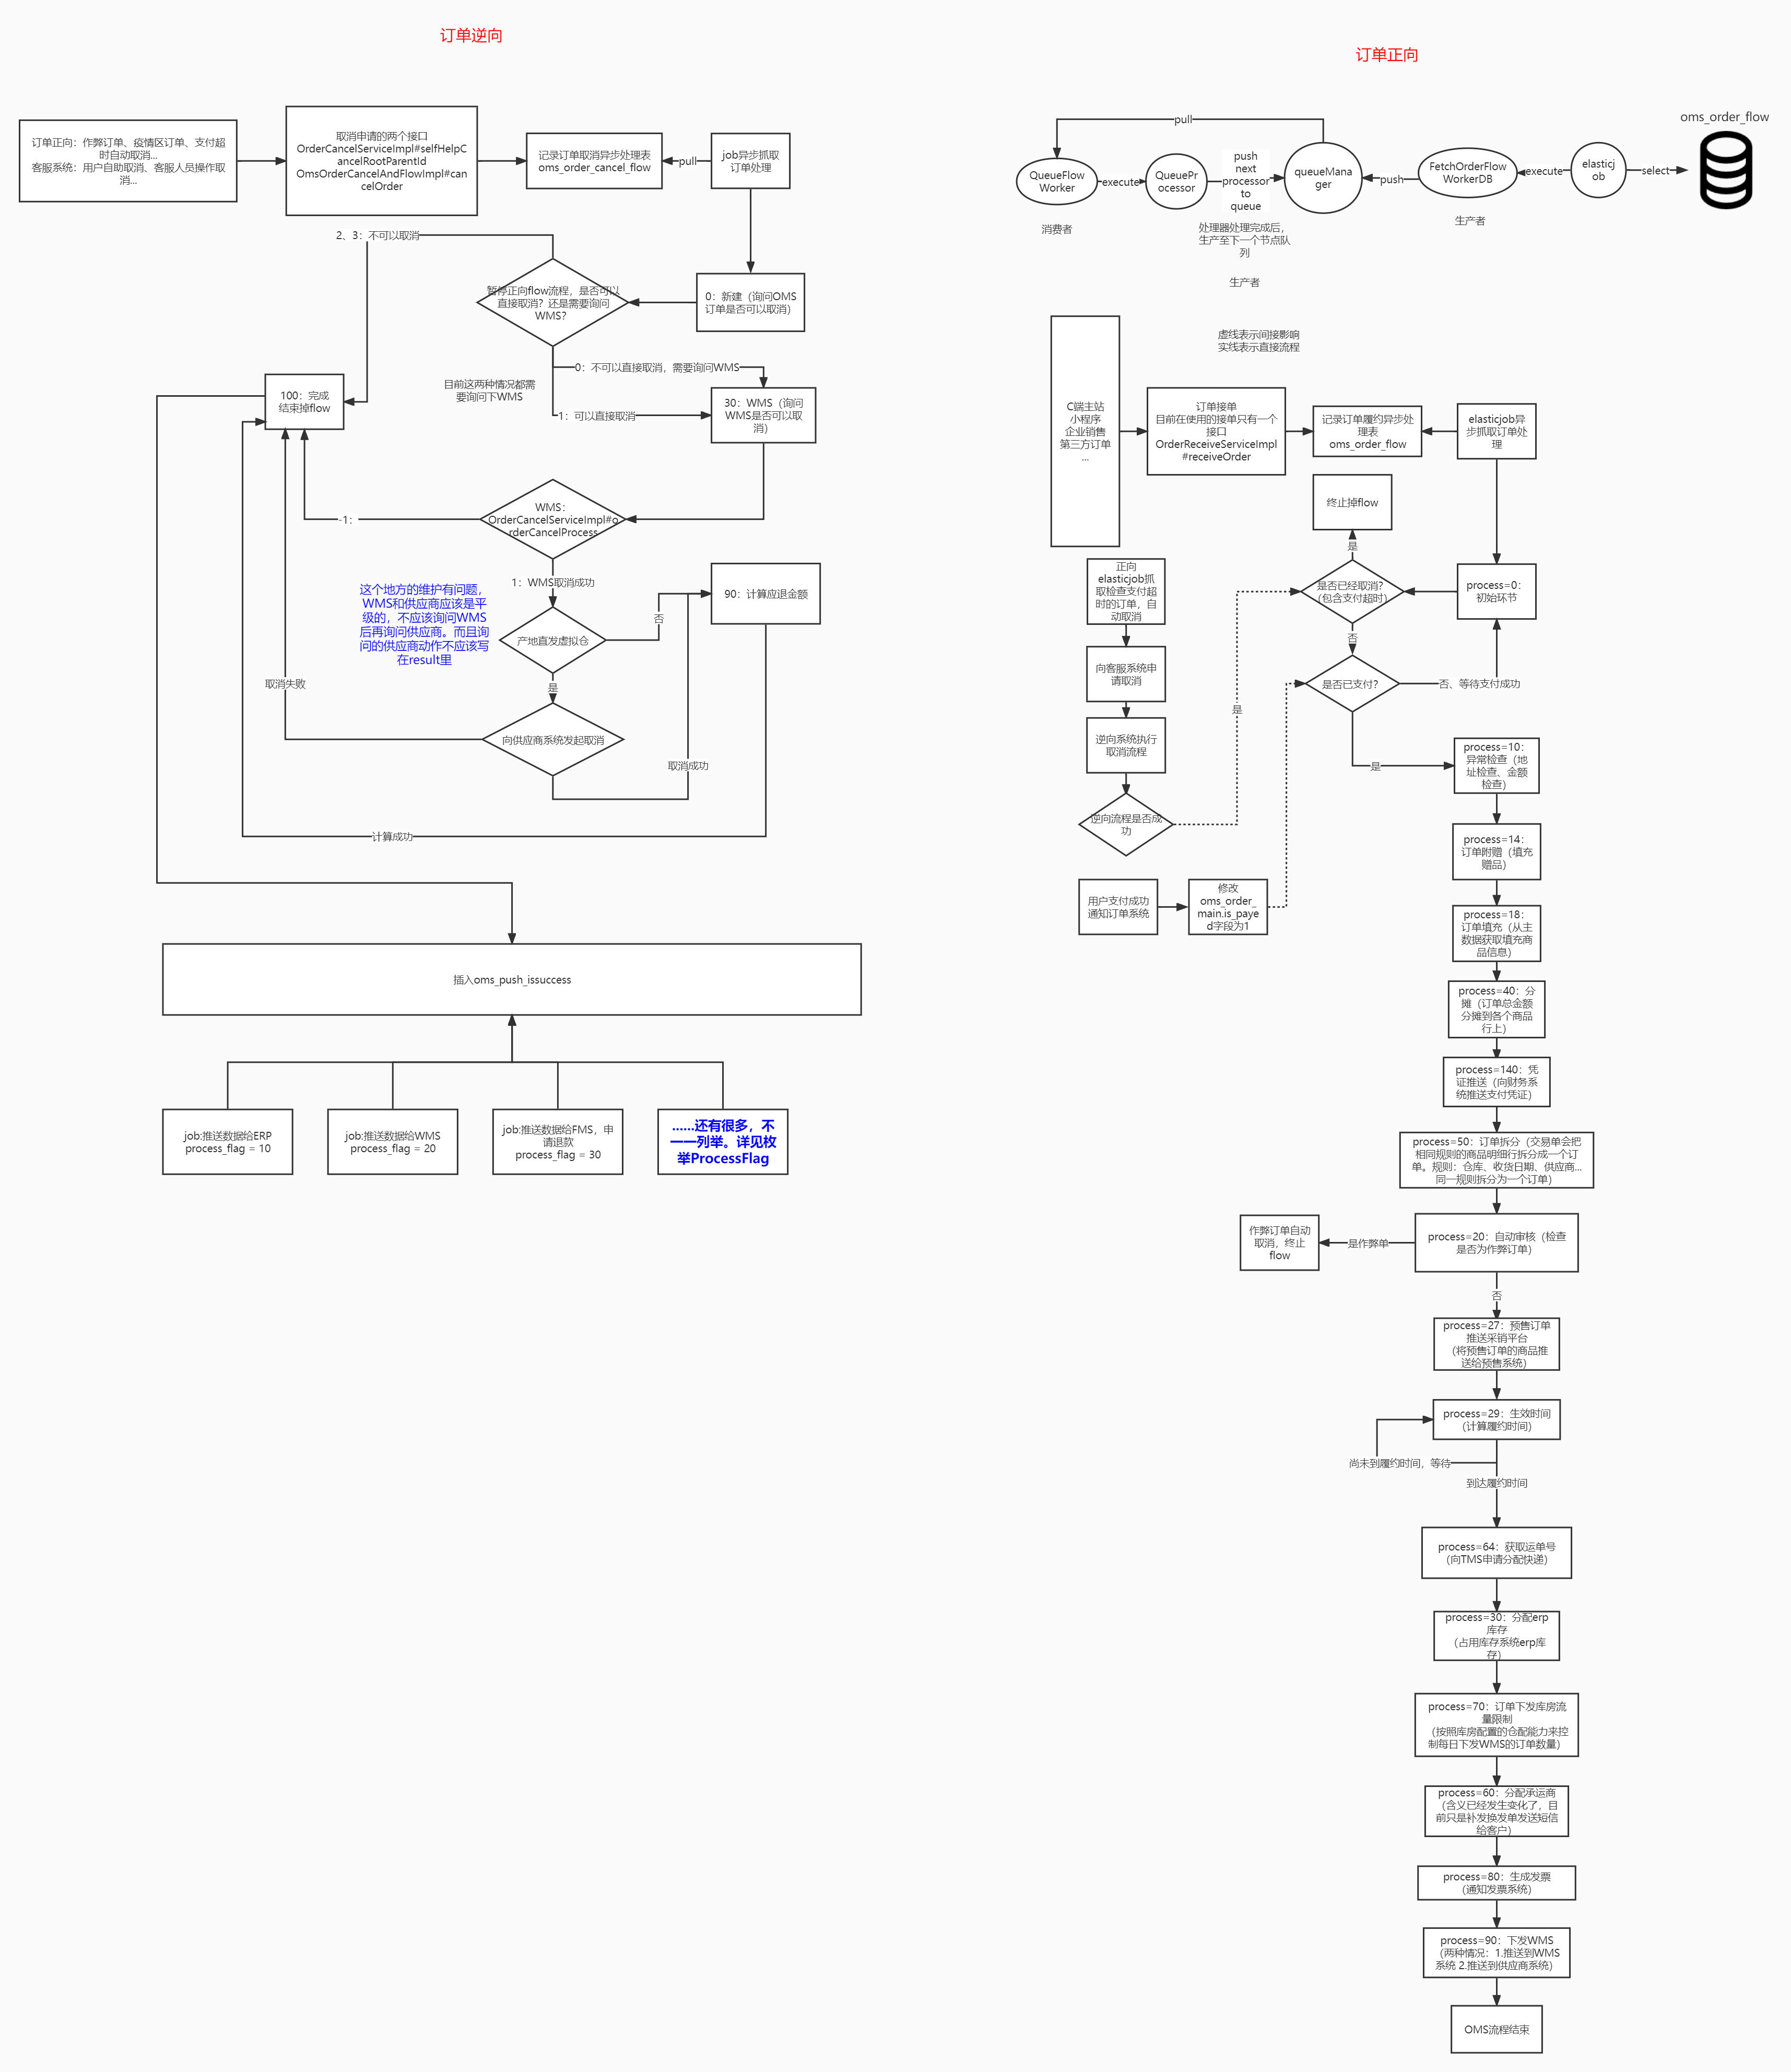 订单逆向
订单正向：作弊订单、疫情区订单、支付超
时自动取消...
客服系统：用户自助取消、客服人员操作取
消...
取消申请的两个接口
OrderCancelServiceImpl#selfHelpC
ancelRootParentId
OmsOrderCancelAndFlowImpl#can
celOrder
记录订单取消异步处理表
oms_order_cancel_flow
pull
job异步抓取
订单处理
2、3：不可以取消
暂停正向flow流程，是否可以
直接取消？还是需要询问
WMS？
0：新建（询问OMS
订单是否可以取消）
0：不可以直接取消，需要询问WMS
目前这两种情况都需
要询问下WMS
1：可以直接取消
30：WMS（询问
WMS是否可以取
消）
100：完成
结束掉flow
WMS：
OrderCancelServiceImpl#o
rderCancelProcess
-1：
1：WMS取消成功
90：计算应退金额
这个地方的维护有问题，
WMS和供应商应该是平
级的，不应该询问WMS
后再询问供应商。而且询
问的供应商动作不应该写
在result里
产地直发虚拟仓
否
是
取消失败
向供应商系统发起取消
取消成功
计算成功
插入oms_push_issuccess
job:推送数据给ERP
process_flag = 10
job:推送数据给WMS
process_flag = 20
job:推送数据给FMS，申
请退款
process_flag = 30
......还有很多，不
一一列举。详见枚
举ProcessFlag
订单正向
oms_order_flow
pull
QueueFlow
Worker
execute
QueuePr
ocessor
push
next
processor
to
queue
queueMana
ger
push
FetchOrderFlow
WorkerDB
execute
elasticj
ob
select
消费者
处理器处理完成后，
生产至下一个节点队
列
生产者
生产者
虚线表示间接影响
实线表示直接流程
C端主站
小程序
企业销售
第三方订单
...
订单接单
目前在使用的接单只有一个
接口
OrderReceiveServiceImpl
#receiveOrder
记录订单履约异步处
理表
oms_order_flow
elasticjob异
步抓取订单处
理
终止掉flow
是
是否已经取消？
（包含支付超时）
process=0：
初始环节
正向
elasticjob抓
取检查支付超
时的订单，自
动取消
否
是否已支付？
否、等待支付成功
向客服系统申
请取消
是
逆向系统执行
取消流程
是
process=10：
异常检查（地
址检查、金额
检查）
逆向流程是否成
功
process=14：
订单附赠（填充
赠品）
用户支付成功
通知订单系统
修改
oms_order_
main.is_paye
d字段为1
process=18：
订单填充（从主
数据获取填充商
品信息）
process=40：分
摊（订单总金额
分摊到各个商品
行上）
process=140：凭
证推送（向财务系
统推送支付凭证）
process=50：订单拆分（交易单会把
相同规则的商品明细行拆分成一个订
单。规则：仓库、收货日期、供应商...
同一规则拆分为一个订单）
作弊订单自动
取消，终止
flow
是作弊单
process=20：自动审核（检查
是否为作弊订单）
否
process=27：预售订单
推送采销平台
（将预售订单的商品推
送给预售系统）
process=29：生效时间
（计算履约时间）
尚未到履约时间，等待
到达履约时间
process=64：获取运单号
（向TMS申请分配快递）
process=30：分配erp
库存
（占用库存系统erp库
存）
process=70：订单下发库房流
量限制
（按照库房配置的仓配能力来控
制每日下发WMS的订单数量）
process=60：分配承运商
（含义已经发生变化了，目
前只是补发换发单发送短信
给客户）
process=80：生成发票
（通知发票系统）
process=90：下发WMS
（两种情况：1.推送到WMS
系统 2.推送到供应商系统）
OMS流程结束